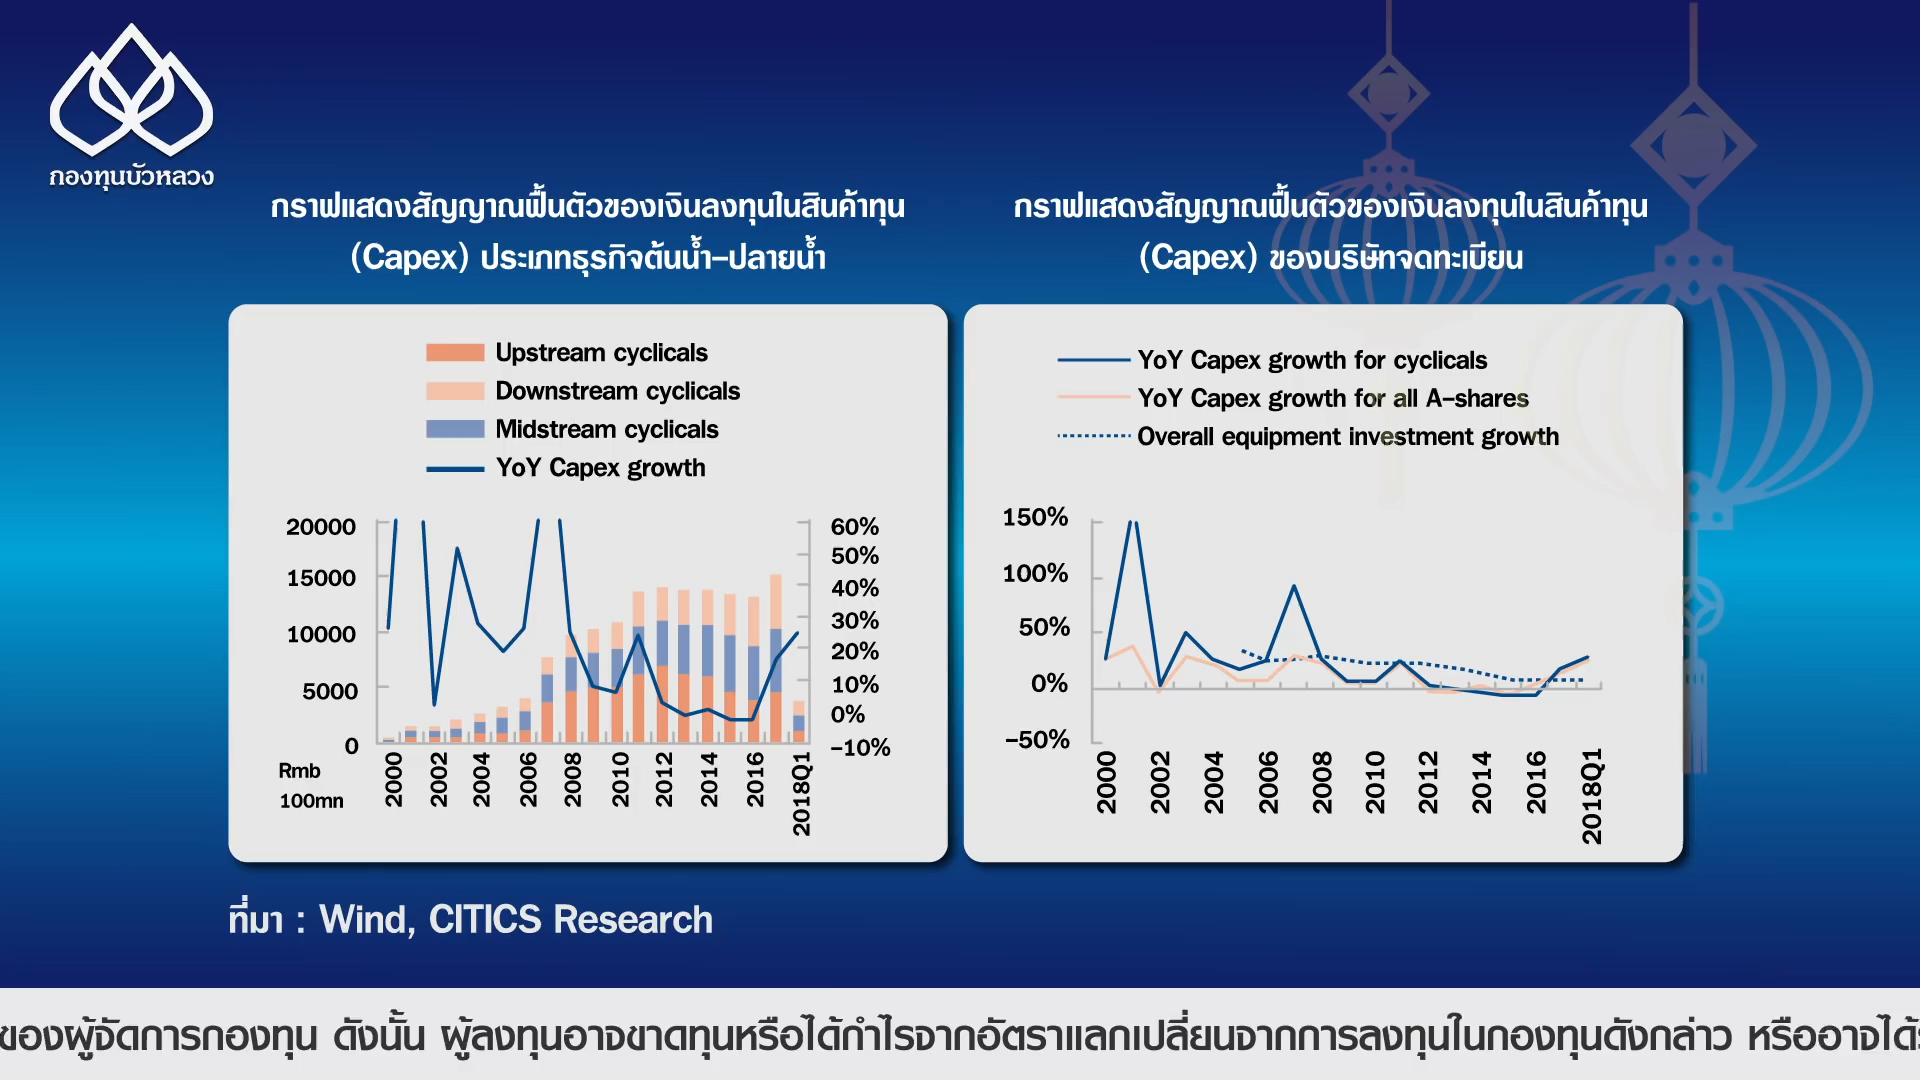 กองทุนบัวหลวง
กราฟแสดงสัญญาณฟื้นตัวของเงินลงทุนในสินค้าทุน
(Capex) ประเภทธุรกิจต้นน้ำ-ปลายน้ำ
Upstream cyclicals
Downstream cyclicals
Midstream cyclicals
YoY Capex growth
20000
15000
10000
5000
0
Rmb
100mn
60%
50%
40%
30%
20%
10%
0%
-10%
2000 2002 2004 2006 2008 2010 2012 2014 2016 2018Q1
กราฟแสดงสัญญาณฟื้นตัวของเงินลงทุนในสินค้าทุน
(Capex) ของบริษัทจดทะเบียน
YoY Capex growth for cyclicals
YoY Capex growth for all A-shares
Overall equipment investment growth
150%
100%
50%
0%
-50%
2000 2002 2004 2006 2008 2010 2012 2014 2016 2018Q1
ที่มา : Wind, CITICS Research
ของผู้จัดการกองทุน ดังนั้น ผู้ลงทุนอาจขาดทุนหรือได้กำไรจากอัตราแลกเปลี่ยนจากการลงทุนในกองทุนดังกล่าว หรืออาจได้